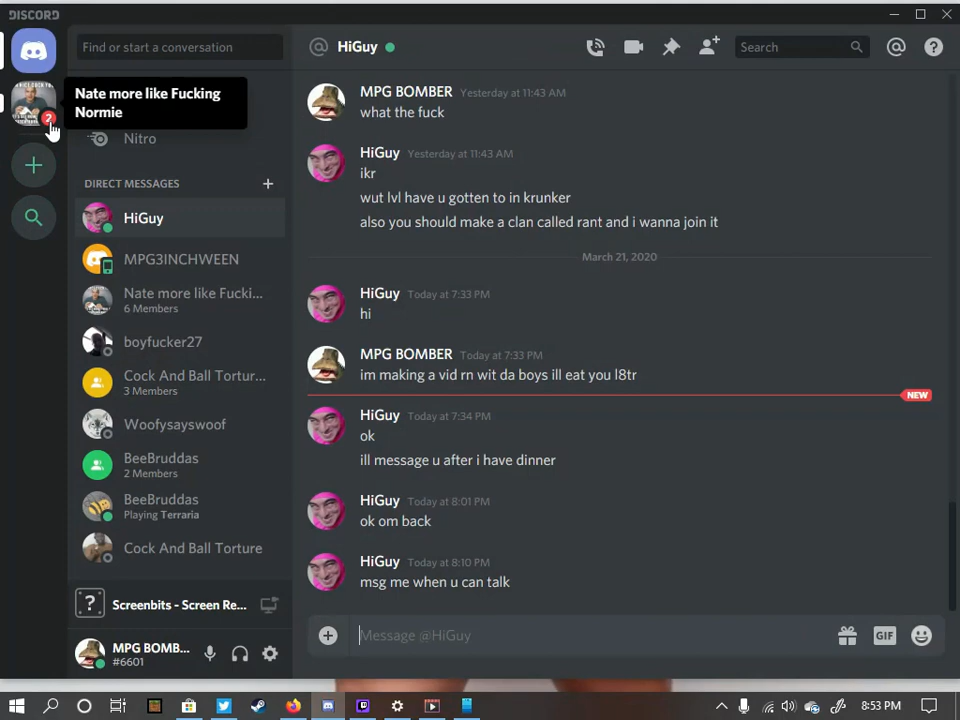 DISCORD
Find or start a conversation
@ HiGuy
Search
Nate more like Fucking
Normie
2
Nitro
DIRECT MESSAGES +
HiGuy
MPG3INCHWEEN
Nate more like Fucki...
6 Members
boyfucker27
Cock And Ball Tortur...
3 Members
Woofysayswoof
BeeBruddas
2 Members
BeeBruddas
Playing Terraria
Cock And Ball Torture
? Screenbits - Screen Re...
MPG BOMB...
#6601
MPG BOMBER Yesterday at 11:43 AM
what the fuck
HiGuy Yesterday at 11:43 AM
ikr
wut lvl have u gotten to in krunker
also you should make a clan called rant and i wanna join it
March 21, 2020
HiGuy Today at 7:33 PM
hi
MPG BOMBER Today at 7:33 PM
im making a vid rn wit da boys ill eat you l8tr
NEW
HiGuy Today at 7:34 PM
ok
ill message u after i have dinner
HiGuy Today at 8:01 PM
ok om back
HiGuy Today at 8:10 PM
msg me when u can talk
Message @HiGuy
GIF
8:53 PM